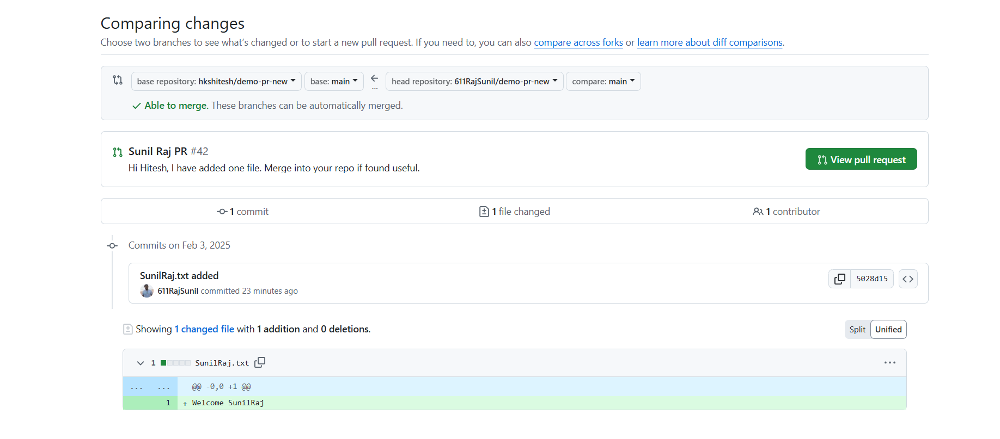 Comparing changes
Choose two branches to see what's changed or to start a new pull request. If you need to, you can also compare across forks or learn more about diff comparisons.
base repository: hkshitesh/demo-pr-new base: main ← ... head repository: 611RajSunil/demo-pr-new compare: main
Able to merge. These branches can be automatically merged.
Sunil Raj PR #42
Hi Hitesh, I have added one file. Merge into your repo if found useful.
View pull request
1 commit 1 file changed 1 contributor
Commits on Feb 3, 2025
SunilRaj.txt added
611RajSunil committed 23 minutes ago
5028d15
Showing 1 changed file with 1 addition and 0 deletions.
Split Unified
1 SunilRaj.txt
... ... @@ -0,0 +1 @@
1 + Welcome SunilRaj